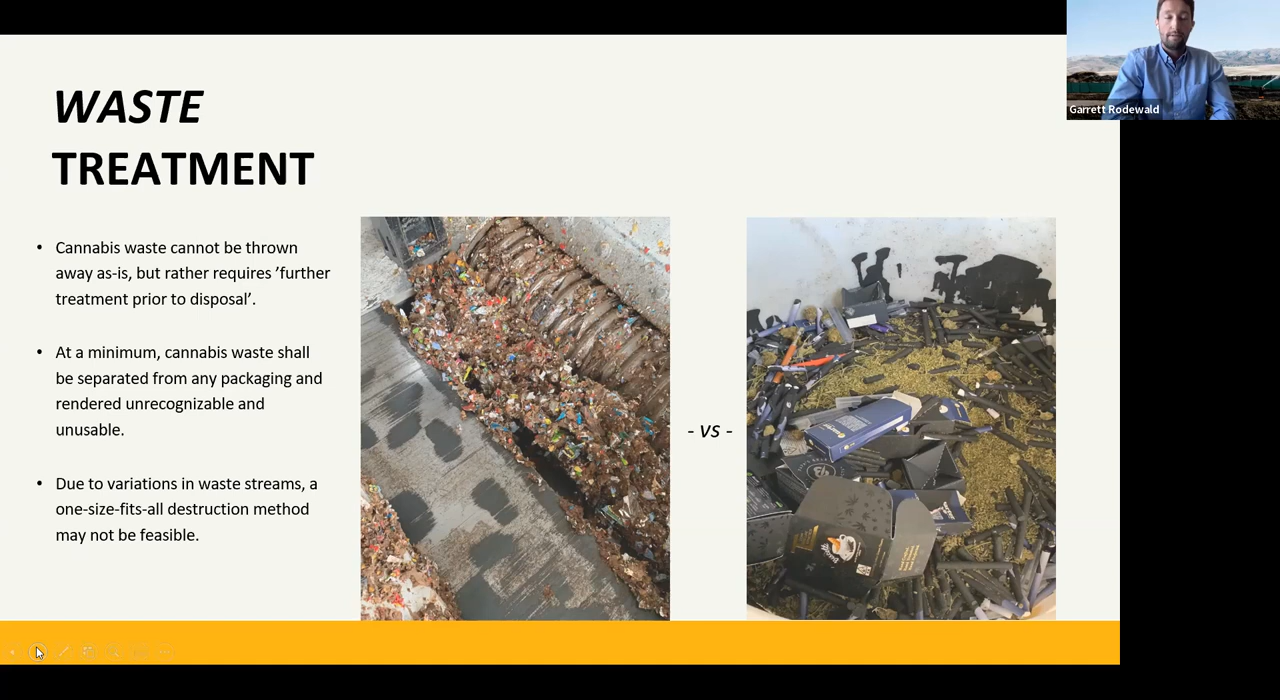 Garrett Rodewald
WASTE
TREATMENT
• Cannabis waste cannot be thrown
away as-is, but rather requires ’further
treatment prior to disposal’.
• At a minimum, cannabis waste shall
be separated from any packaging and
rendered unrecognizable and
unusable.
• Due to variations in waste streams, a
one-size-fits-all destruction method
may not be feasible.
- VS -